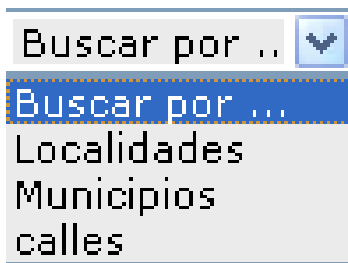 Buscar por ..
Buscar por ...
Localidades
Municipios
calles